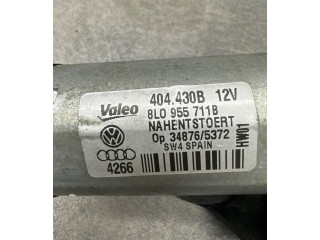 Valeo 404.430B 12V
8L0 955 711B
NAHENTSTOERT
Op 34876/5372
SW4 SPAIN
4266
HW01